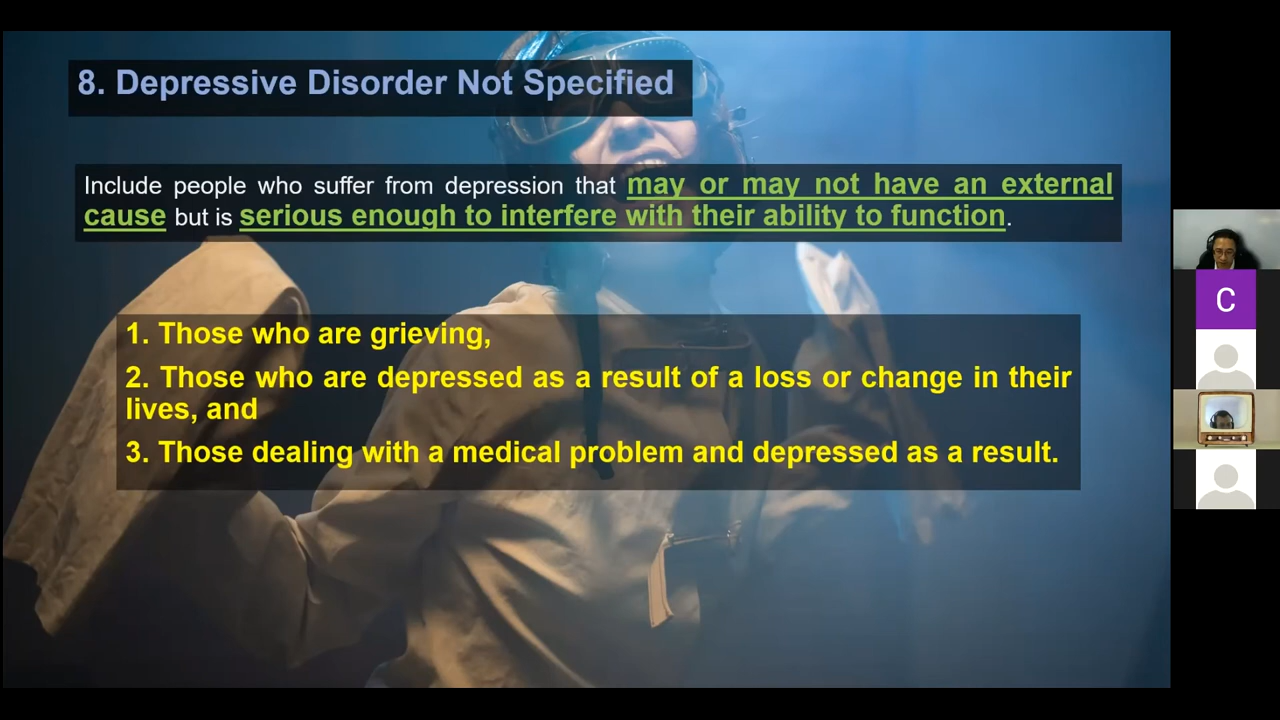 8. Depressive Disorder Not Specified
Include people who suffer from depression that may or may not have an external
cause but is serious enough to interfere with their ability to function.
1. Those who are grieving,
2. Those who are depressed as a result of a loss or change in their
lives, and
3. Those dealing with a medical problem and depressed as a result.
C